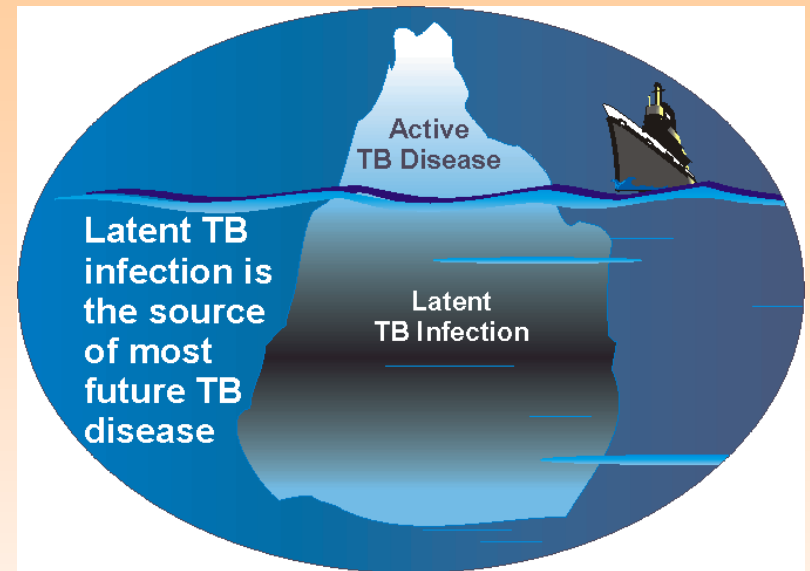 Active
TB Disease
Latent TB
infection is
the source
of most
future TB
disease
Latent
TB Infection